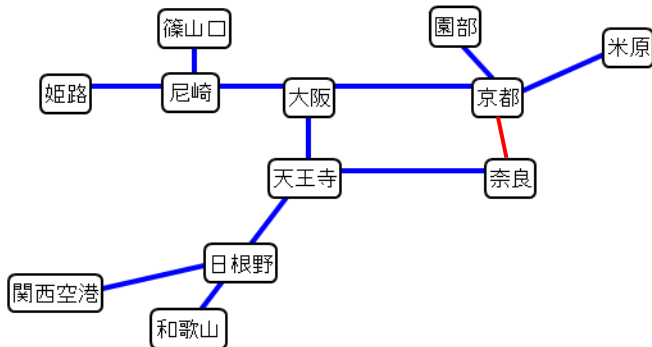 篠山口
園部
米原
姫路
尼崎
大阪
京都
天王寺
奈良
日根野
関西空港
和歌山